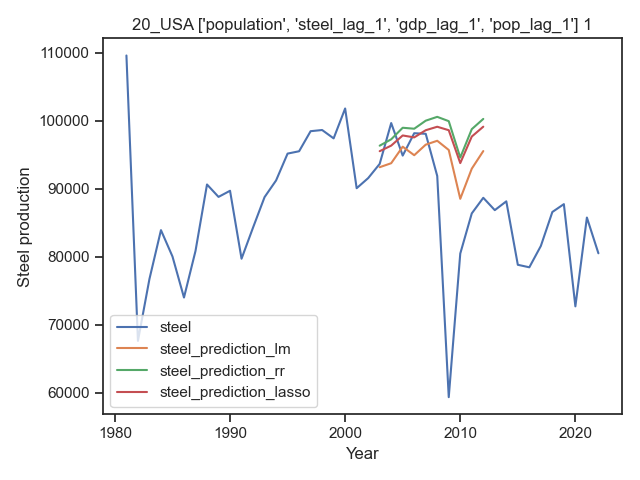 20_USA ['population', 'steel_lag_1', 'gdp_lag_1', 'pop_lag_1'] 1
110000
100000
90000
80000
70000
60000
Steel production
steel
steel_prediction_lm
steel_prediction_rr
steel_prediction_lasso
1980 1990 2000 2010 2020
Year